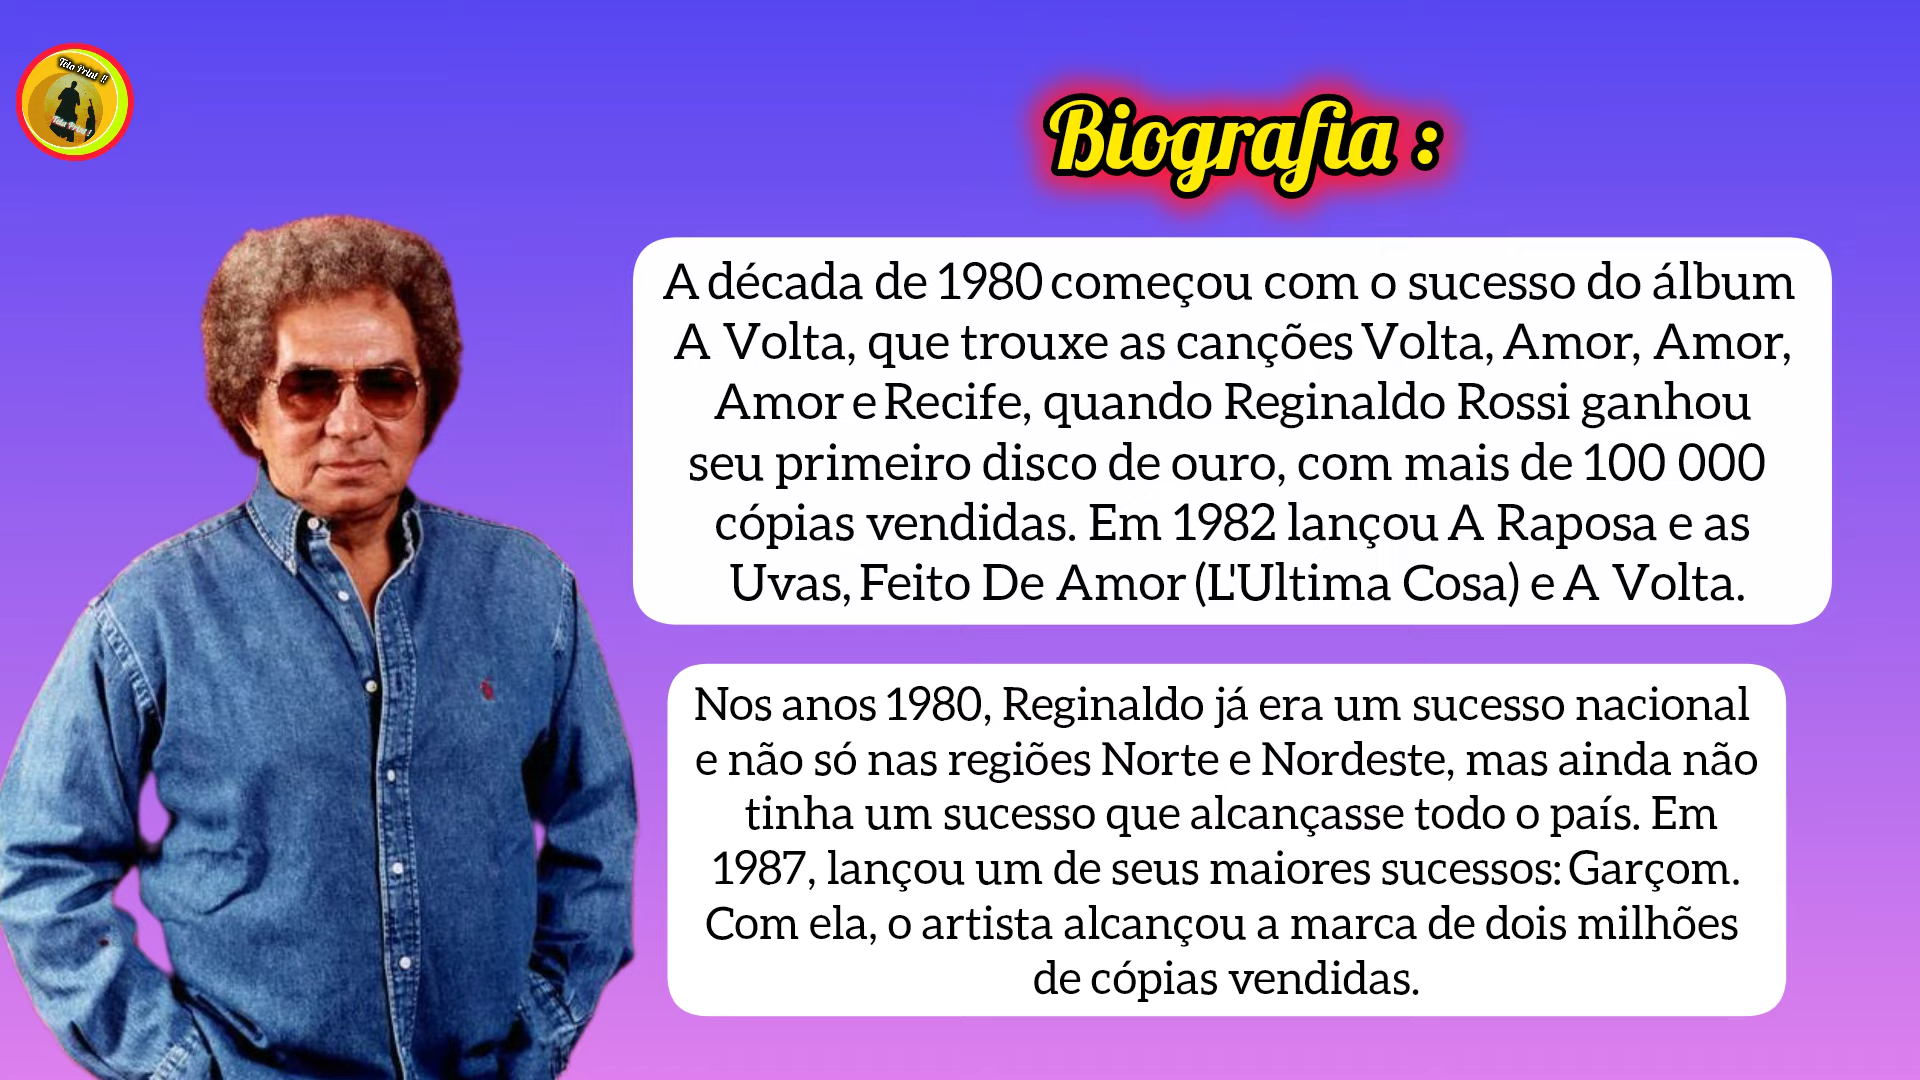 Tela Print !!
Tela Print !
Biografia :
A década de 1980 começou com o sucesso do álbum
A Volta, que trouxe as canções Volta, Amor, Amor,
Amor e Recife, quando Reginaldo Rossi ganhou
seu primeiro disco de ouro, com mais de 100 000
cópias vendidas. Em 1982 lançou A Raposa e as
Uvas, Feito De Amor (L'Ultima Cosa) e A Volta.
Nos anos 1980, Reginaldo já era um sucesso nacional
e não só nas regiões Norte e Nordeste, mas ainda não
tinha um sucesso que alcançasse todo o país. Em
1987, lançou um de seus maiores sucessos: Garçom.
Com ela, o artista alcançou a marca de dois milhões
de cópias vendidas.